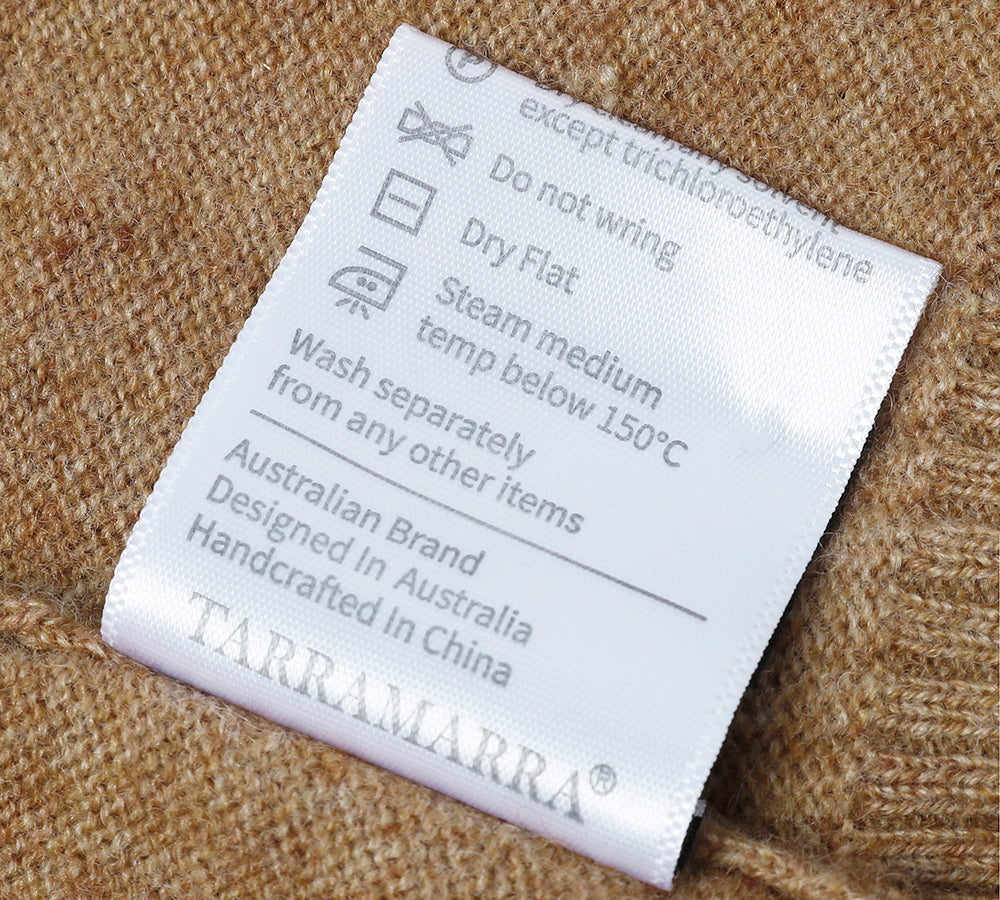 P
except trichloroethylene
Do not wring
Dry Flat
Steam medium
temp below 150°C
Wash separately
from any other items
Australian Brand
Designed In Australia
Handcrafted In China
TARRAMARRA®